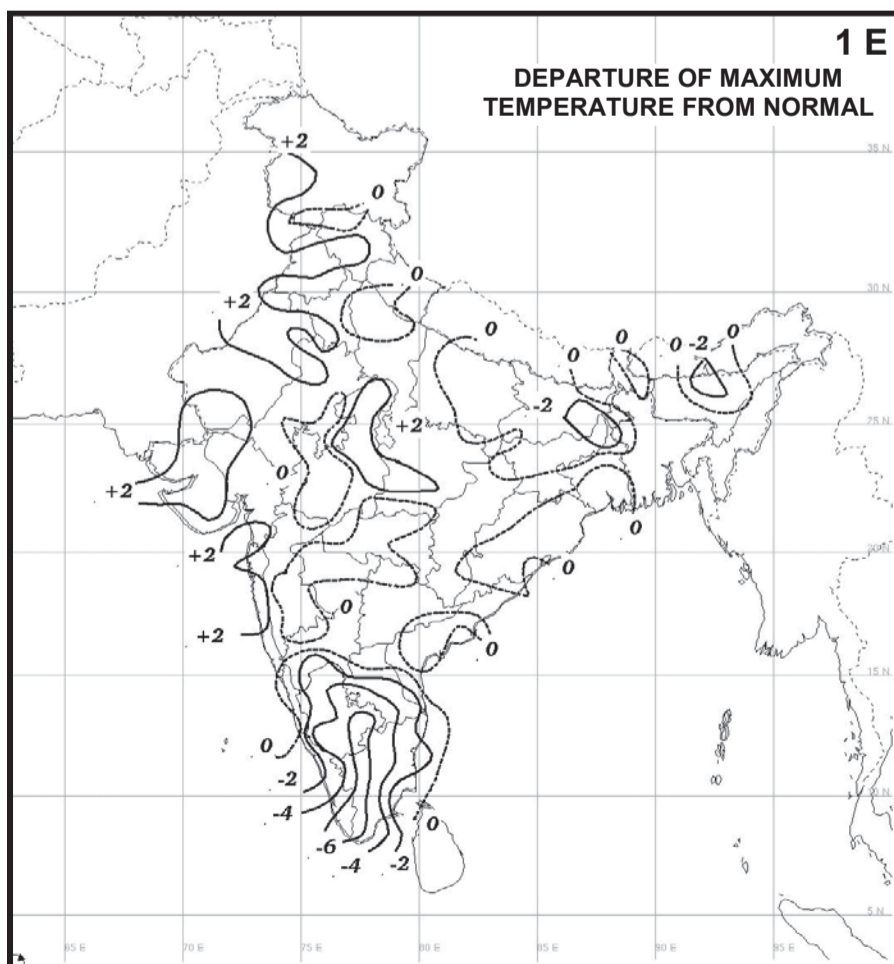 1 E
DEPARTURE OF MAXIMUM
TEMPERATURE FROM NORMAL
+2
35 N
0
0
30 N
+2
0
0
0
-2
0
0
-2
+2
25 N
0
+2
0
+2
20 N
0
0
+2
0
15 N
0
-2
10 N
-4
0
-6
-4
-2
5 N
65 E
70 E
75 E
80 E
85 E
90 E
95 E